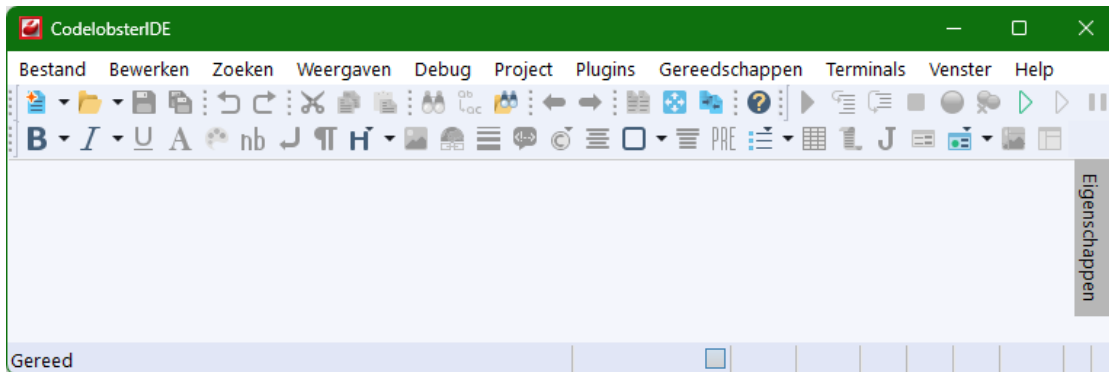 CodelobsterIDE
Bestand Bewerken Zoeken Weergaven Debug Project Plugins Gereedschappen Terminals Venster Help
B I U A nb H PRE J
Eigenschappen
Gereed